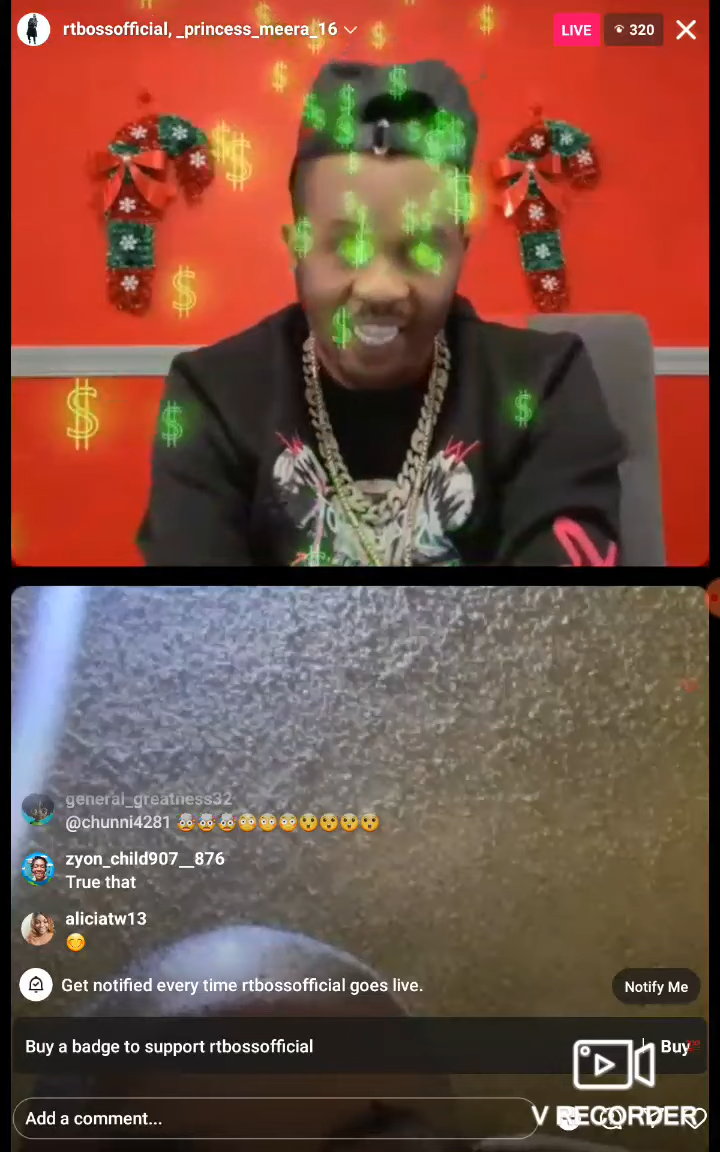 rtbossofficial, _princess_meera_16
LIVE
320
general_greatness32
@chunni4281 🤯🤯🤯😳😳😳😲😲😲😲
zyon_child907__876
True that
aliciatw13
😊
Get notified every time rtbossofficial goes live.
Notify Me
Buy a badge to support rtbossofficial
Buy
Add a comment...
V RECORDER